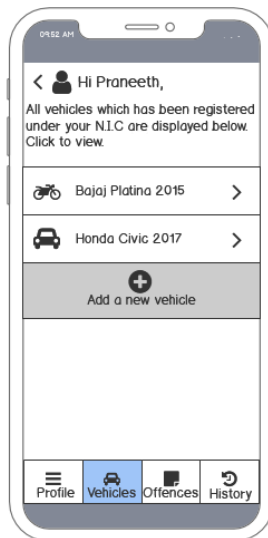 09:52 AM
Hi Praneeth,
All vehicles which has been registered
under your N.I.C are displayed below.
Click to view.
Bajaj Platina 2015
Honda Civic 2017
Add a new vehicle
Profile Vehicles Offences History